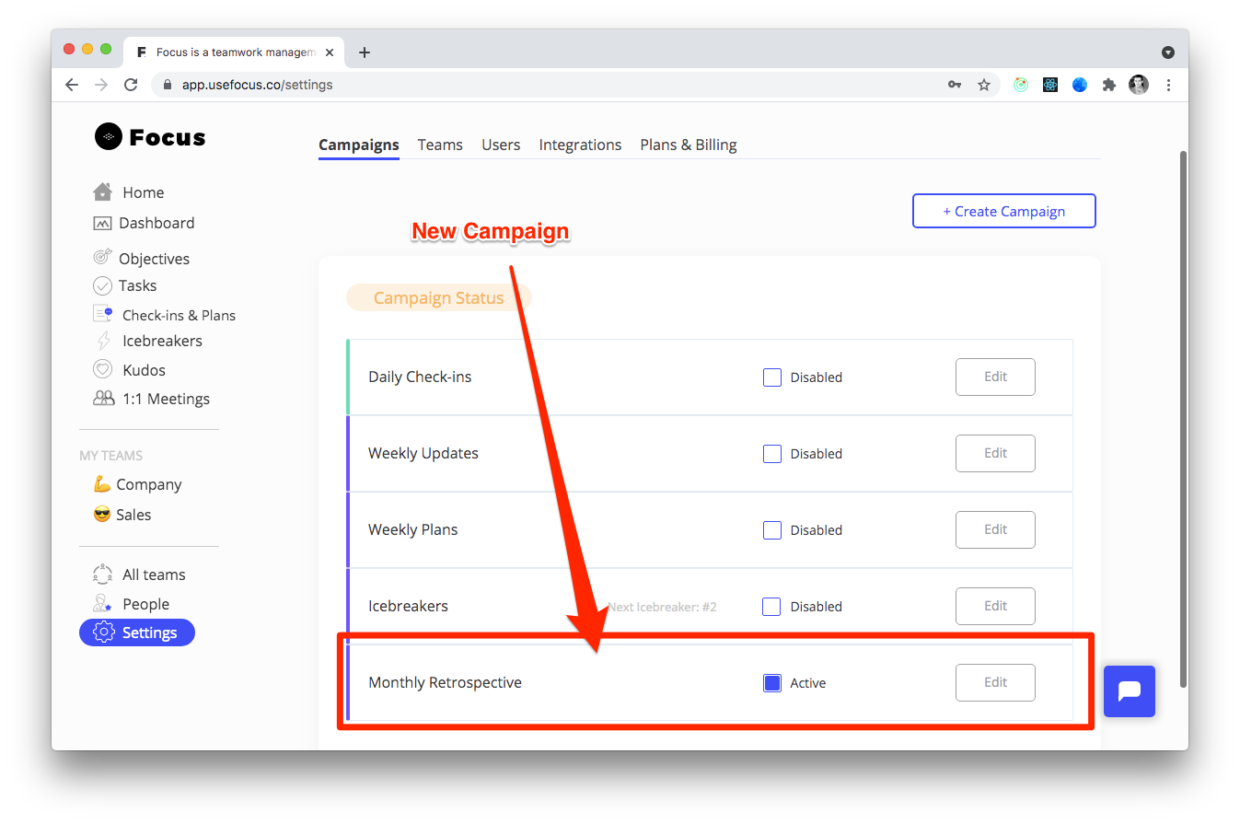 Focus is a teamwork managem
app.usefocus.co/settings
Focus
Home
Dashboard
Objectives
Tasks
Check-ins & Plans
Icebreakers
Kudos
1:1 Meetings
MY TEAMS
Company
Sales
All teams
People
Settings
Campaigns Teams Users Integrations Plans & Billing
+ Create Campaign
New Campaign
Campaign Status
Daily Check-ins Disabled Edit
Weekly Updates Disabled Edit
Weekly Plans Disabled Edit
Icebreakers Next Icebreaker: #2 Disabled Edit
Monthly Retrospective Active Edit